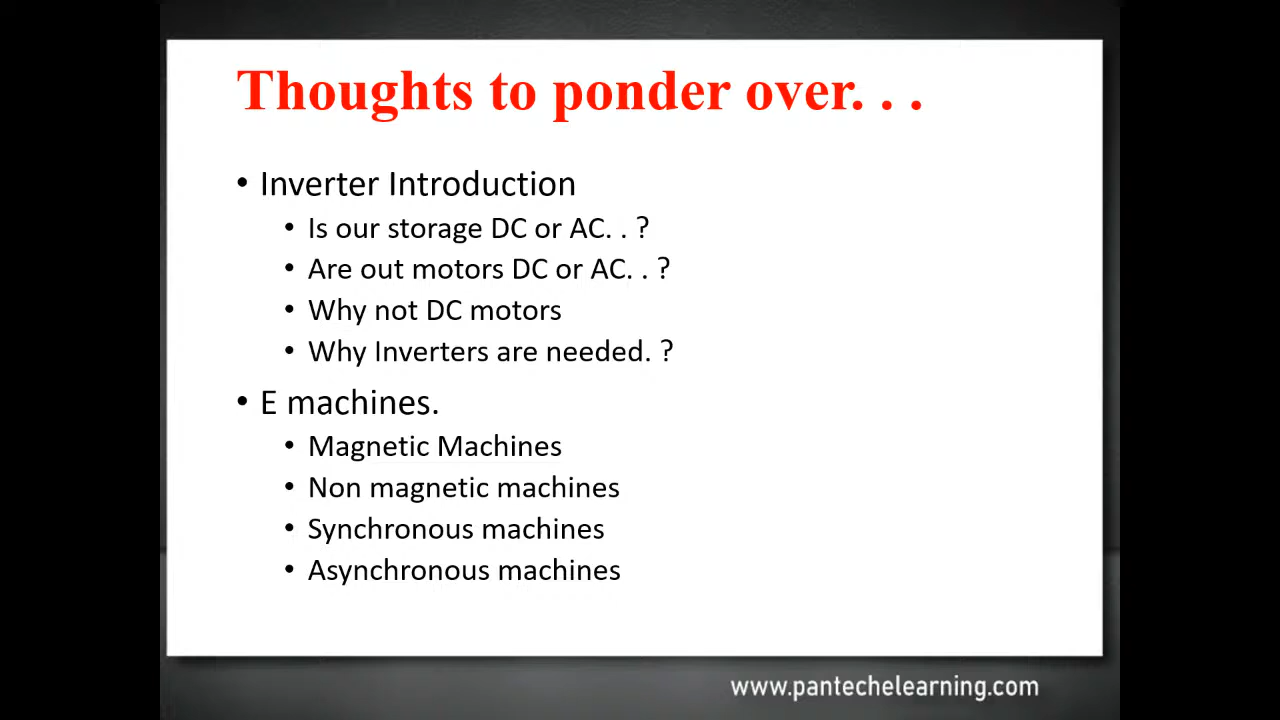 Thoughts to ponder over. . .
• Inverter Introduction
• Is our storage DC or AC. . ?
• Are out motors DC or AC. . ?
• Why not DC motors
• Why Inverters are needed. ?
• E machines.
• Magnetic Machines
• Non magnetic machines
• Synchronous machines
• Asynchronous machines
www.pantechelearning.com